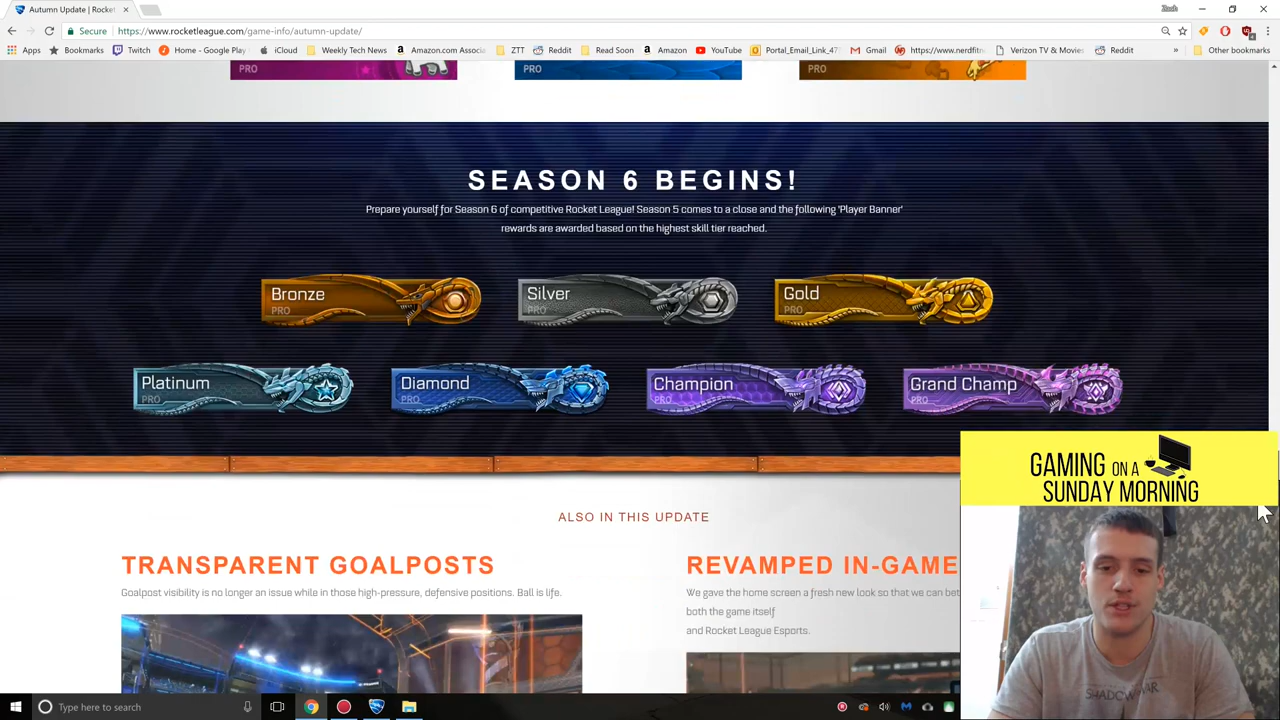 Autumn Update | Rocket
Zach
Secure
https://www.rocketleague.com/game-info/autumn-update/
Apps
Bookmarks
Twitch
Home - Google Play
iCloud
Weekly Tech News
Amazon.com Associa
ZTT
Reddit
Read Soon
Amazon
YouTube
Portal_Email_Link_47
Gmail
https://www.nerdfitn
Verizon TV & Movies
Reddit
»
Other bookmarks
PRO
PRO
PRO
SEASON 6 BEGINS!
Prepare yourself for Season 6 of competitive Rocket League! Season 5 comes to a close and the following 'Player Banner'
rewards are awarded based on the highest skill tier reached.
Bronze
PRO
Silver
PRO
Gold
PRO
Platinum
PRO
Diamond
PRO
Champion
PRO
Grand Champ
PRO
GAMING ON A
SUNDAY MORNING
ALSO IN THIS UPDATE
TRANSPARENT GOALPOSTS
Goalpost visibility is no longer an issue while in those high-pressure, defensive positions. Ball is life.
REVAMPED IN-GAME
We gave the home screen a fresh new look so that we can bet
both the game itself
and Rocket League Esports.
SHADOW WAR
Type here to search